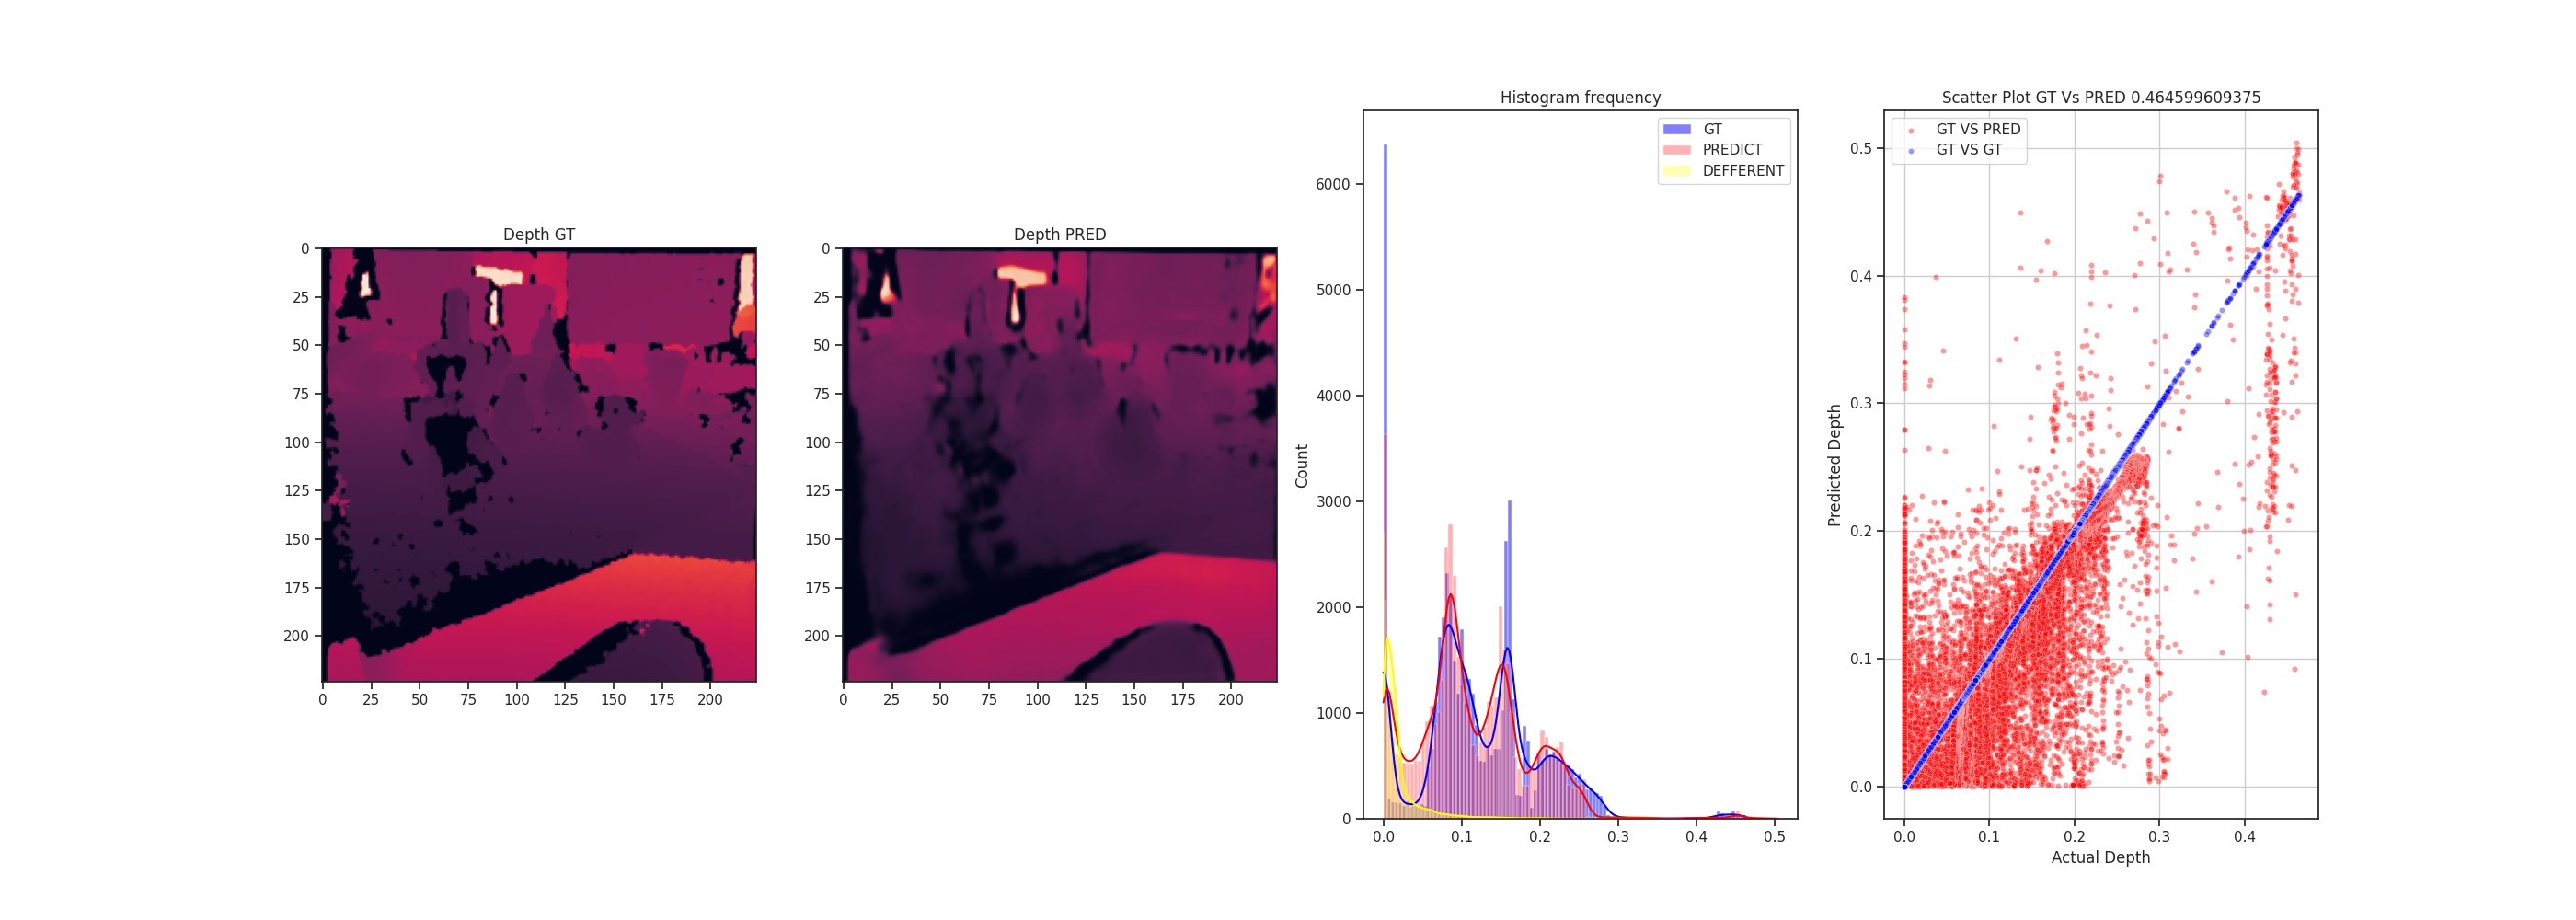 Depth GT
0
25
50
75
100
125
150
175
200
0 25 50 75 100 125 150 175 200
Depth PRED
0
25
50
75
100
125
150
175
200
0 25 50 75 100 125 150 175 200
Histogram frequency
GT
PREDICT
DEFFERENT
Count
6000
5000
4000
3000
2000
1000
0
0.0 0.1 0.2 0.3 0.4 0.5
Scatter Plot GT Vs PRED 0.464599609375
GT VS PRED
GT VS GT
Predicted Depth
0.5
0.4
0.3
0.2
0.1
0.0
0.0 0.1 0.2 0.3 0.4
Actual Depth